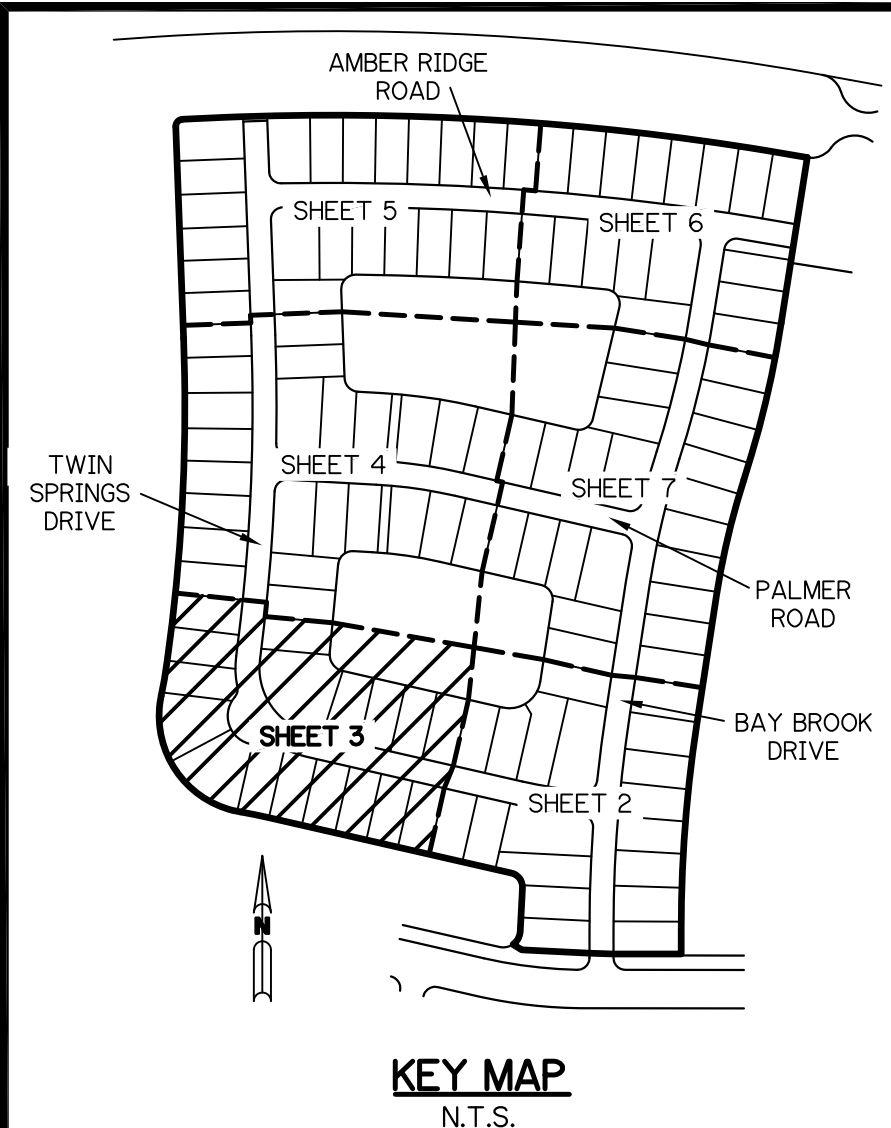 AMBER RIDGE
ROAD
SHEET 5
SHEET 6
TWIN
SPRINGS
DRIVE
SHEET 4
SHEET 7
PALMER
ROAD
BAY BROOK
DRIVE
SHEET 3
SHEET 2
N
KEY MAP
N.T.S.